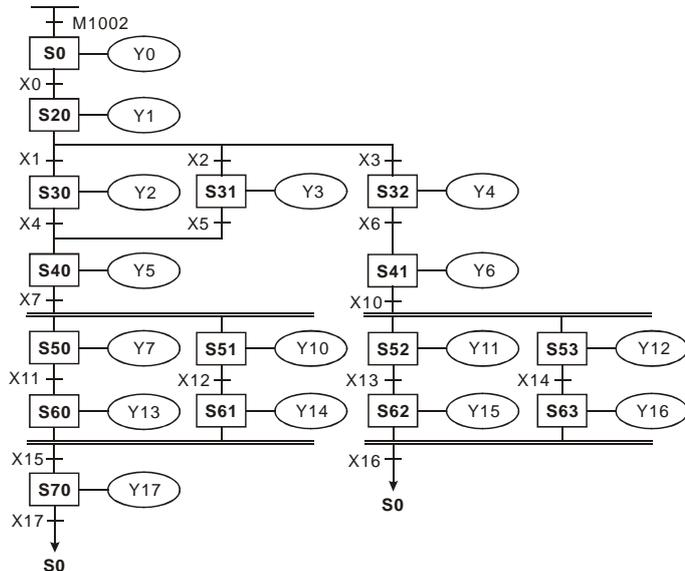 M1002
S0 Y0
X0
S20 Y1
X1 X2 X3
S30 Y2 S31 Y3 S32 Y4
X4 X5 X6
S40 Y5 S41 Y6
X7 X10
S50 Y7 S51 Y10 S52 Y11 S53 Y12
X11 X12 X13 X14
S60 Y13 S61 Y14 S62 Y15 S63 Y16
X15 X16
S70 Y17 S0
X17
S0